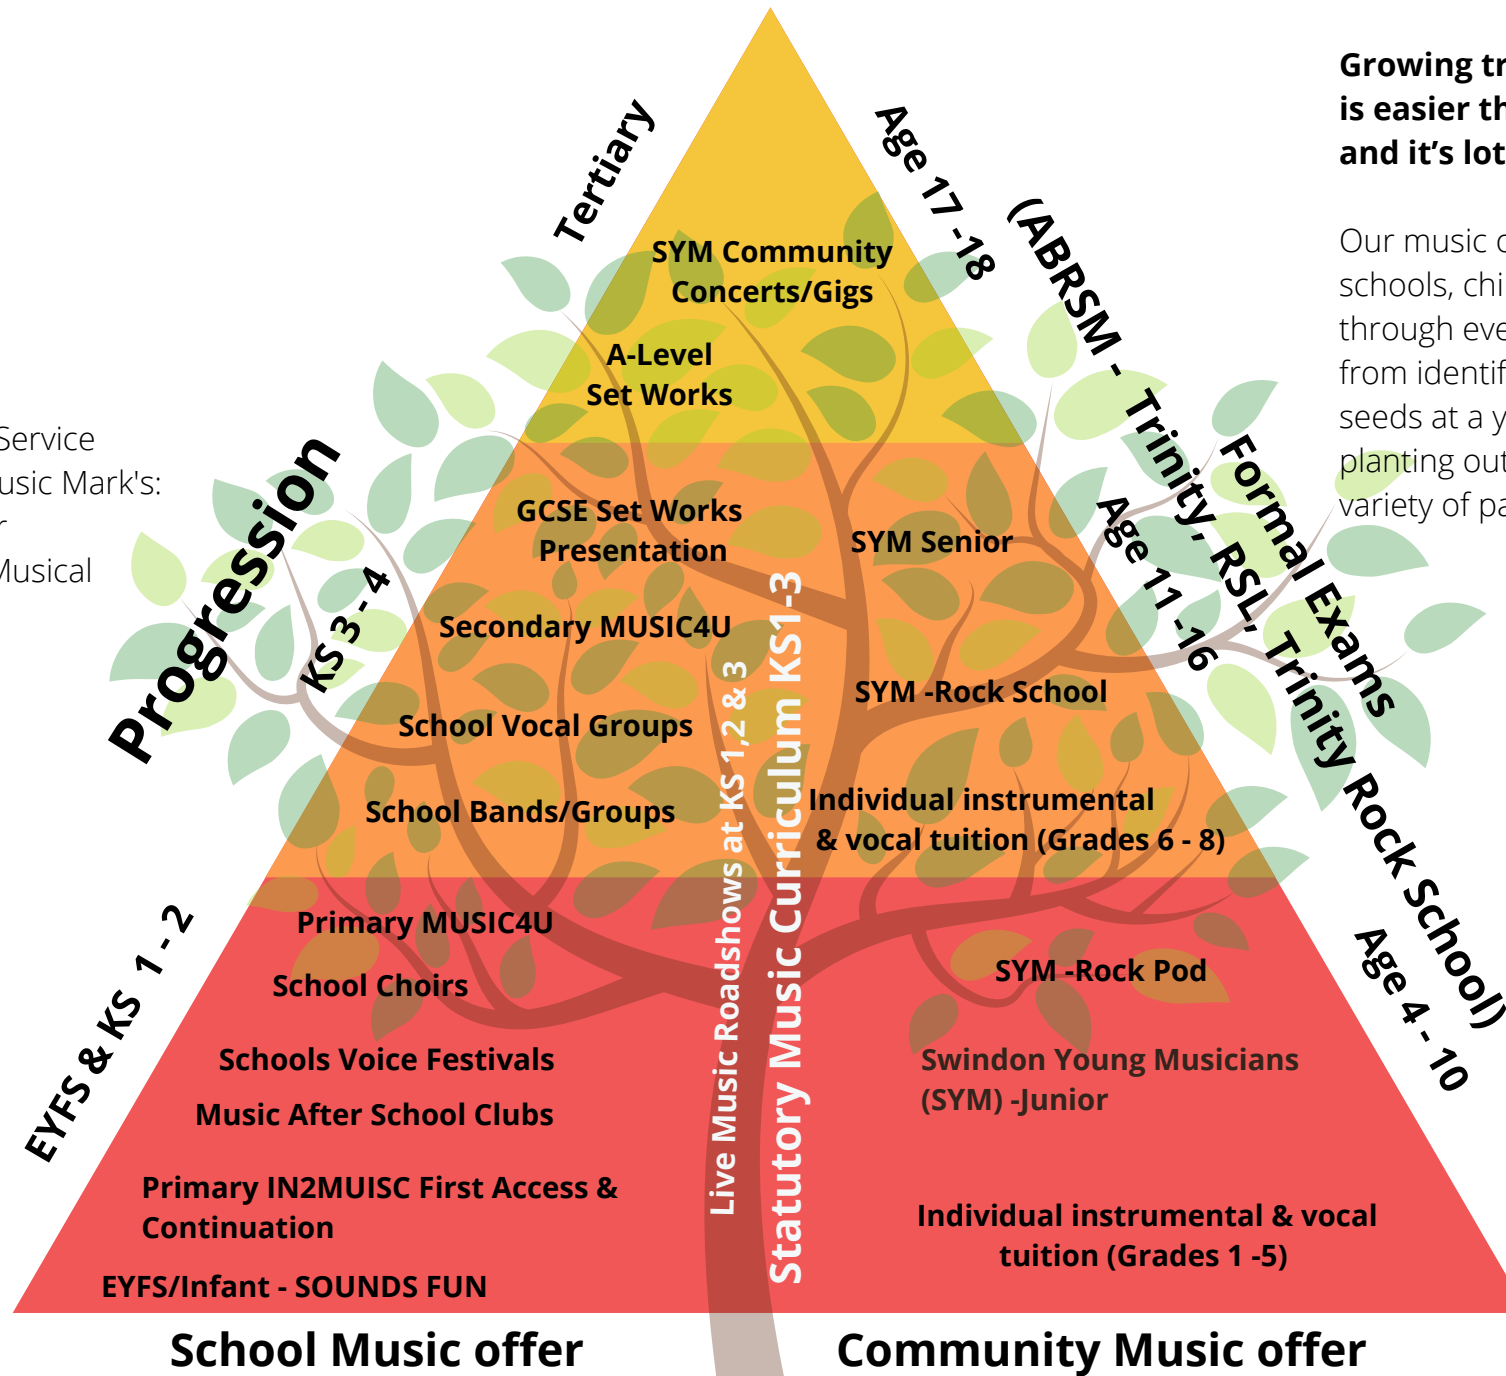 Growing tr
is easier th
and it’s lot
Our music o
schools, chi
through eve
from identif
seeds at a y
planting out
variety of pa
Service
usic Mark's:
r
Musical
Progression
Tertiary
KS 3 - 4
EYFS & KS 1 - 2
Age 17 -18
Age 11 -16
Age 4 - 10
Formal Exams
(ABRSM - Trinity, RSL, Trinity Rock School)
SYM Community
Concerts/Gigs
A-Level
Set Works
GCSE Set Works
Presentation
Secondary MUSIC4U
School Vocal Groups
School Bands/Groups
SYM Senior
SYM -Rock School
Individual instrumental
& vocal tuition (Grades 6 - 8)
Live Music Roadshows at KS 1,2 & 3
Statutory Music Curriculum KS1-3
Primary MUSIC4U
School Choirs
Schools Voice Festivals
Music After School Clubs
Primary IN2MUISC First Access &
Continuation
EYFS/Infant - SOUNDS FUN
SYM -Rock Pod
Swindon Young Musicians
(SYM) -Junior
Individual instrumental & vocal
tuition (Grades 1 -5)
School Music offer
Community Music offer